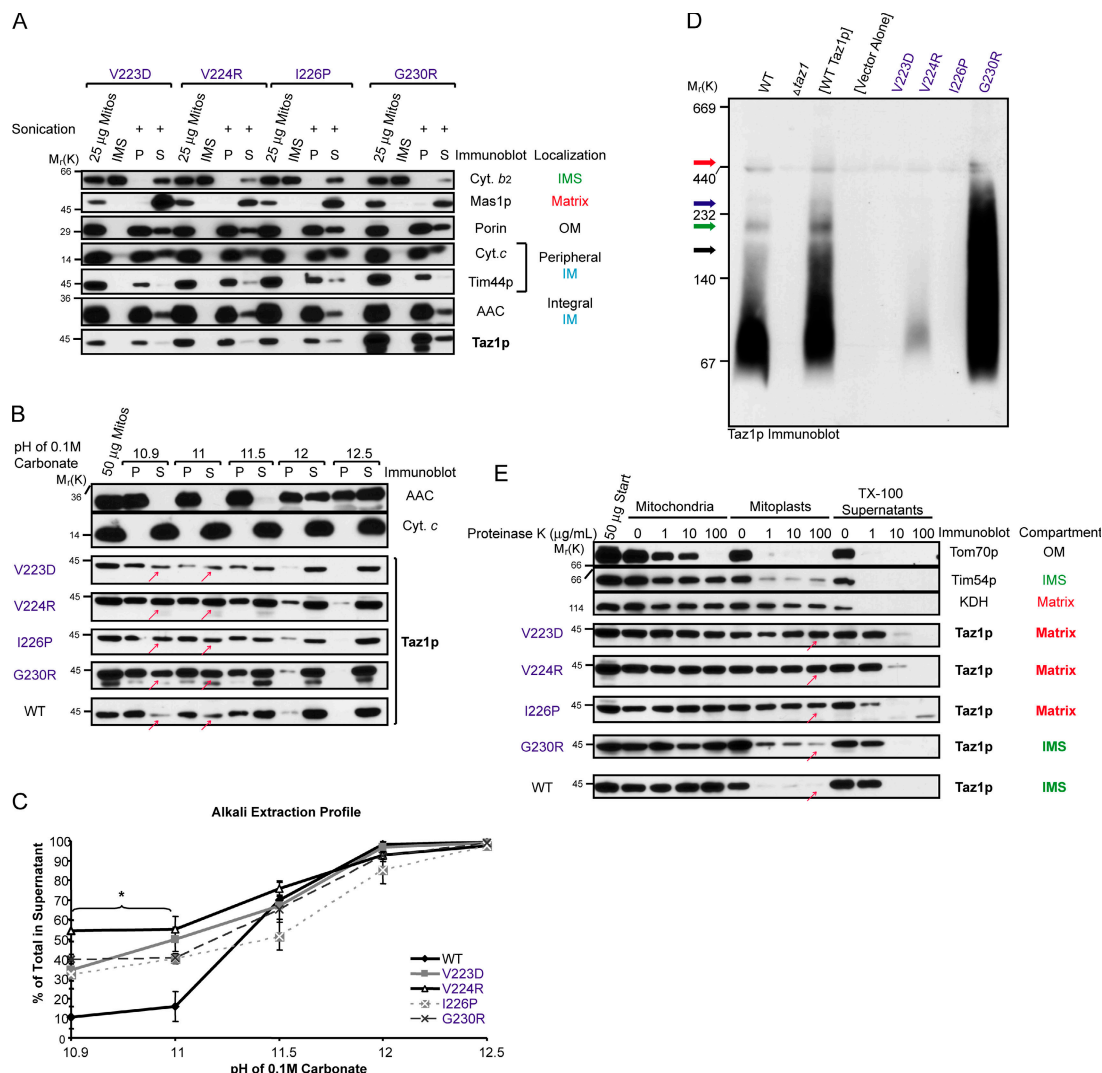 A
V223D V224R I226P G230R
25 µg Mitos IMS 25 µg Mitos IMS 25 µg Mitos IMS 25 µg Mitos IMS
Sonication + + + + + + + +
Mr(K) P S P S P S P S Immunoblot Localization
66 Cyt. b2 IMS
45 Mas1p Matrix
29 Porin OM
14 Cyt.c Peripheral
45 Tim44p IM
36 AAC Integral IM
45 Taz1p
B
pH of 0.1M Carbonate 50 µg Mitos 10.9 11 11.5 12 12.5
Mr(K) P S P S P S P S P S Immunoblot
36 AAC
14 Cyt. c
V223D 45
V224R 45
I226P 45 Taz1p
G230R 45
WT 45
C
Alkali Extraction Profile
% of Total in Supernatant
100
90
80
70
60
50
40
30
20
10
0
*
WT
V223D
V224R
I226P
G230R
10.9 11 11.5 12 12.5
pH of 0.1M Carbonate
D
WT Δtaz1 [WT Taz1p] [Vector Alone] V223D V224R I226P G230R
Mr(K)
669
440
232
140
67
Taz1p Immunoblot
E
50 µg Start Mitochondria Mitoplasts TX-100 Supernatants
Proteinase K (µg/mL) 0 1 10 100 0 1 10 100 0 1 10 100 Immunoblot Compartment
Mr(K)
66 Tom70p OM
66 Tim54p IMS
114 KDH Matrix
V223D 45 Taz1p Matrix
V224R 45 Taz1p Matrix
I226P 45 Taz1p Matrix
G230R 45 Taz1p IMS
WT 45 Taz1p IMS